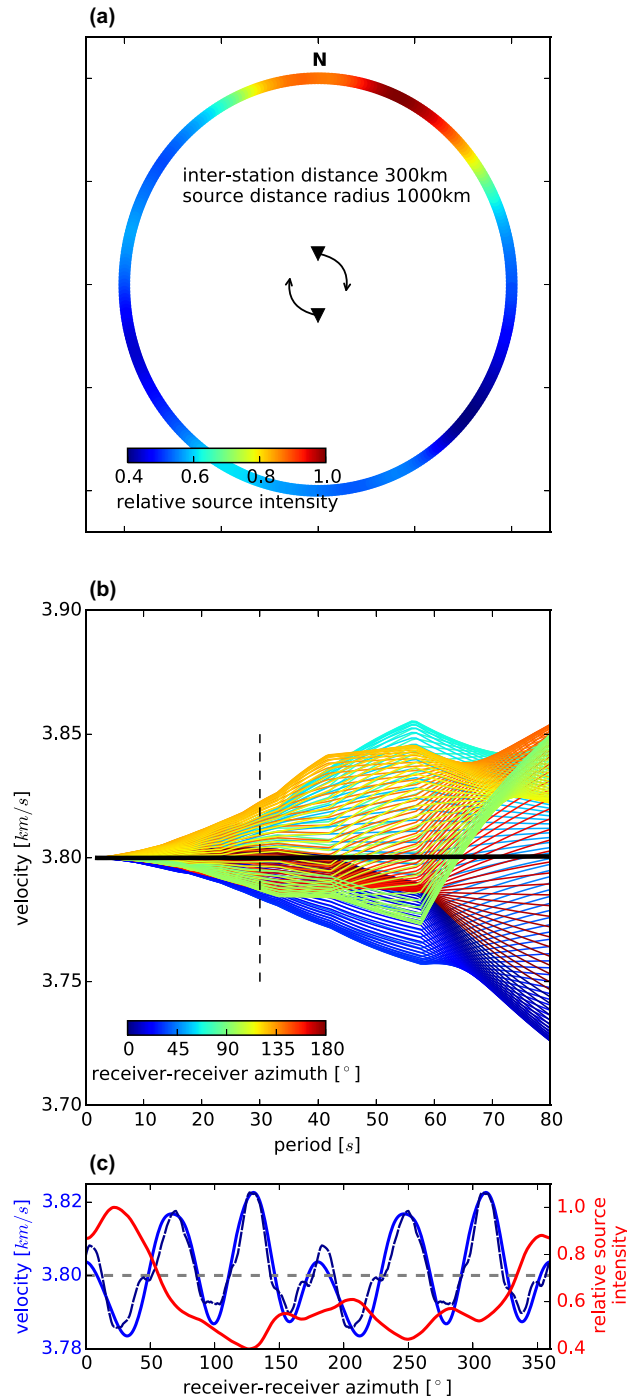 (a)
N
inter-station distance 300km
source distance radius 1000km
0.4 0.6 0.8 1.0
relative source intensity
(b)
3.90
3.85
3.80
3.75
3.70
velocity [km/s]
0 45 90 135 180
receiver-receiver azimuth [°]
0 10 20 30 40 50 60 70 80
period [s]
(c)
3.82
3.80
3.78
velocity [km/s]
1.0
0.8
0.6
0.4
relative source
intensity
0 50 100 150 200 250 300 350
receiver-receiver azimuth [°]